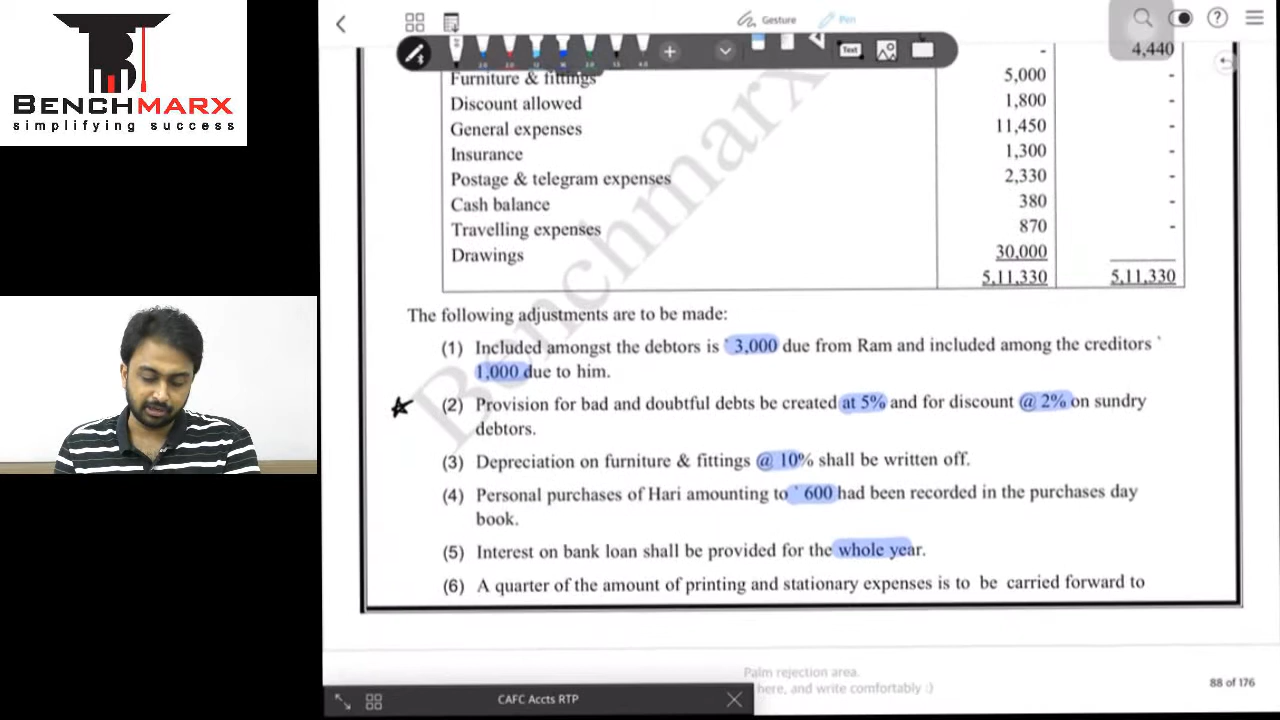 BENCHMARX
simplifying success
Gesture
Pen
Text
- 4,440
Furniture & fittings 5,000 -
Discount allowed 1,800 -
General expenses 11,450 -
Insurance 1,300 -
Postage & telegram expenses 2,330 -
Cash balance 380 -
Travelling expenses 870 -
Drawings 30,000
5,11,330 5,11,330
Benchmarx
The following adjustments are to be made:
(1) Included amongst the debtors is ` 3,000 due from Ram and included among the creditors `
1,000 due to him.
(2) Provision for bad and doubtful debts be created at 5% and for discount @ 2% on sundry
debtors.
(3) Depreciation on furniture & fittings @ 10% shall be written off.
(4) Personal purchases of Hari amounting to ` 600 had been recorded in the purchases day
book.
(5) Interest on bank loan shall be provided for the whole year.
(6) A quarter of the amount of printing and stationary expenses is to be carried forward to
Palm rejection area.
here, and write comfortably :)
88 of 176
CAFC Accts RTP